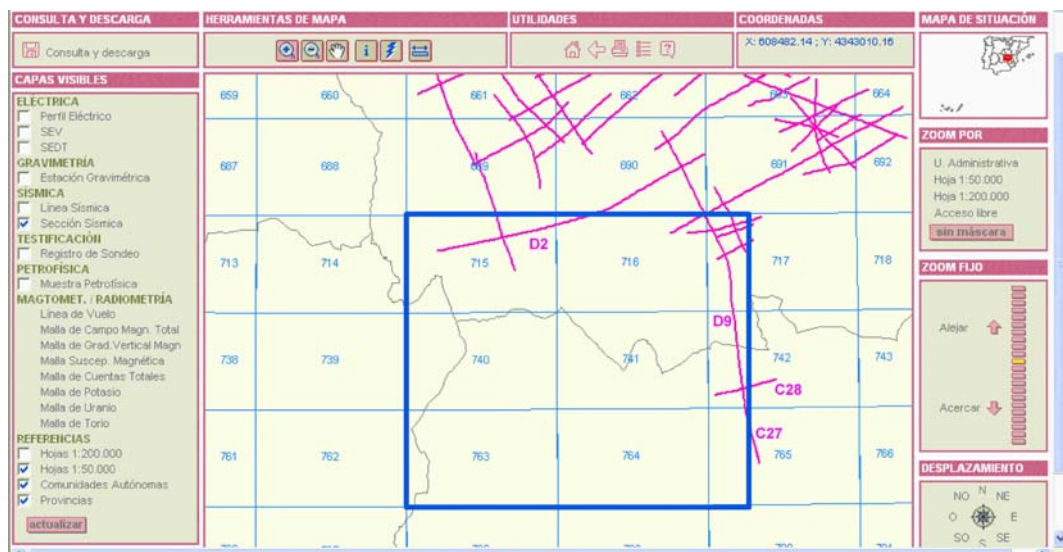 CONSULTA Y DESCARGA
HERRAMIENTAS DE MAPA
UTILIDADES
COORDENADAS
MAPA DE SITUACIÓN
Consulta y descarga
X: 608482.14 ; Y: 4343010.16
CAPAS VISIBLES
ELÉCTRICA
Perfil Eléctrico
SEV
SEDT
GRAVIMETRÍA
Estación Gravimétrica
SÍSMICA
Línea Sísmica
Sección Sísmica
TESTIFICACIÓN
Registro de Sondeo
PETROFÍSICA
Muestra Petrofísica
MAGTOMET. / RADIOMETRÍA
Línea de Vuelo
Malla de Campo Magn. Total
Malla de Grad.Vertical Magn
Malla Suscep. Magnética
Malla de Cuentas Totales
Malla de Potasio
Malla de Uranio
Malla de Torio
REFERENCIAS
Hojas 1:200.000
Hojas 1:50.000
Comunidades Autónomas
Provincias
actualizar
659 660 661 662 663 664
687 688 689 690 691 692
D2
713 714 715 716 717 718
D9
738 739 740 741 742 743
C28
C27
761 762 763 764 765 766
ZOOM POR
U. Administrativa
Hoja 1:50.000
Hoja 1:200.000
Acceso libre
sin máscara
ZOOM FIJO
Alejar
Acercar
DESPLAZAMIENTO
NO N NE
O E
SO S SE